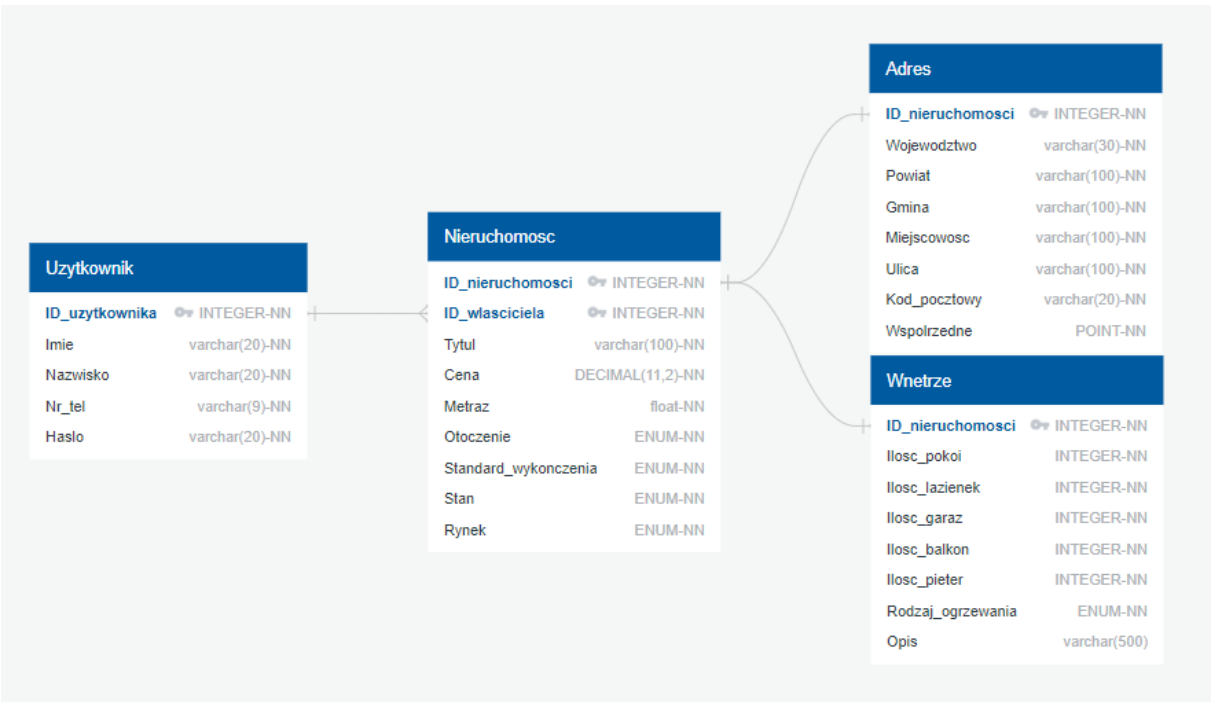 Uzytkownik
ID_uzytkownika INTEGER-NN
Imie varchar(20)-NN
Nazwisko varchar(20)-NN
Nr_tel varchar(9)-NN
Haslo varchar(20)-NN
Nieruchomosc
ID_nieruchomosci INTEGER-NN
ID_wlasciciela INTEGER-NN
Tytul varchar(100)-NN
Cena DECIMAL(11,2)-NN
Metraz float-NN
Otoczenie ENUM-NN
Standard_wykonczenia ENUM-NN
Stan ENUM-NN
Rynek ENUM-NN
Adres
ID_nieruchomosci INTEGER-NN
Wojewodztwo varchar(30)-NN
Powiat varchar(100)-NN
Gmina varchar(100)-NN
Miejscowosc varchar(100)-NN
Ulica varchar(100)-NN
Kod_pocztowy varchar(20)-NN
Wspolrzedne POINT-NN
Wnetrze
ID_nieruchomosci INTEGER-NN
Ilosc_pokoi INTEGER-NN
Ilosc_lazienek INTEGER-NN
Ilosc_garaz INTEGER-NN
Ilosc_balkon INTEGER-NN
Ilosc_pieter INTEGER-NN
Rodzaj_ogrzewania ENUM-NN
Opis varchar(500)